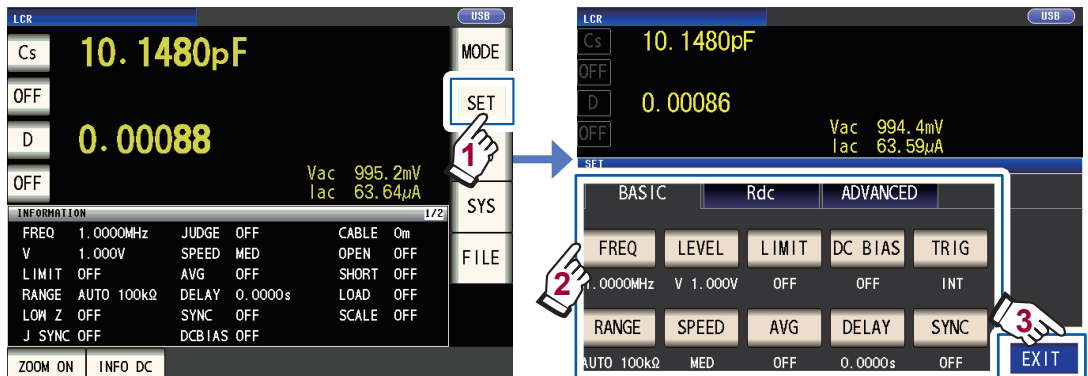 LCR USB
Cs 10.1480pF MODE
OFF SET
D 0.00088 1
OFF Vac 995.2mV
Iac 63.64μA
SYS
INFORMATION 1/2
FREQ 1.0000MHz JUDGE OFF CABLE 0m
V 1.000V SPEED MED OPEN OFF FILE
LIMIT OFF AVG OFF SHORT OFF
RANGE AUTO 100kΩ DELAY 0.0000s LOAD OFF
LOW Z OFF SYNC OFF SCALE OFF
J SYNC OFF DCBIAS OFF
ZOOM ON INFO DC
LCR USB
Cs 10.1480pF
OFF
D 0.00086
OFF Vac 994.4mV
Iac 63.59μA
SET
BASIC Rdc ADVANCED
FREQ LEVEL LIMIT DC BIAS TRIG
2 .0000MHz V 1.000V OFF OFF INT
RANGE SPEED AVG DELAY SYNC 3
AUTO 100kΩ MED OFF 0.0000s OFF EXIT